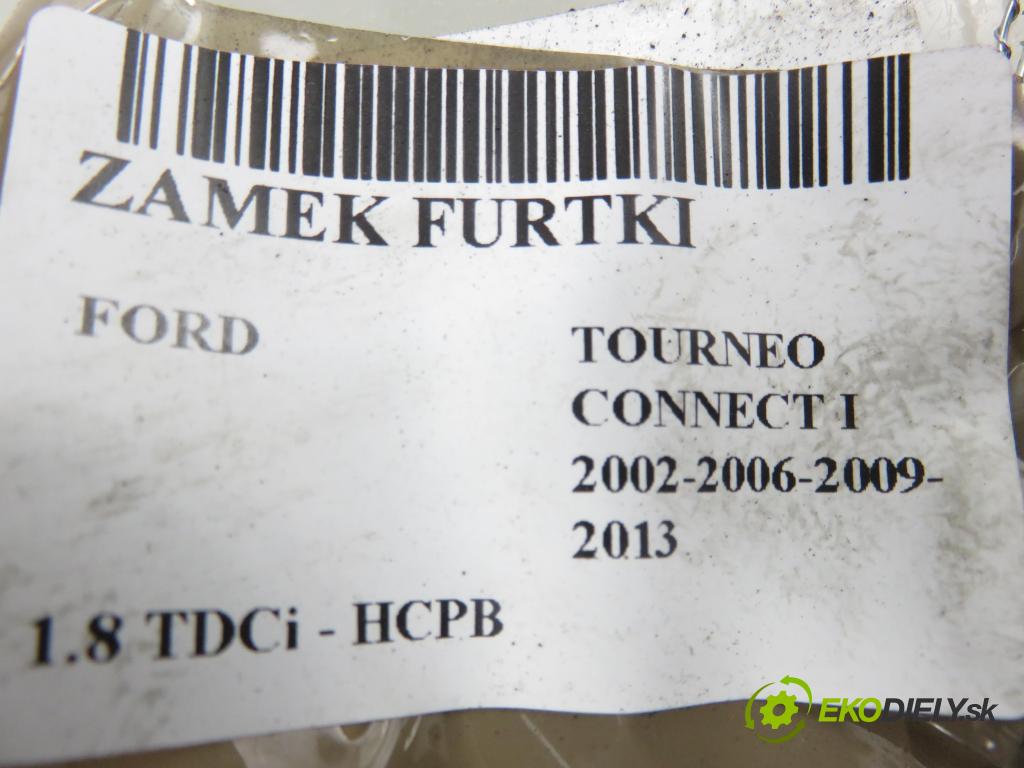 ZAMEK FURTKI
FORD
TOURNEO
CONNECT I
2002-2006-2009-
2013
1.8 TDCi - HCPB
EKODIELY.sk